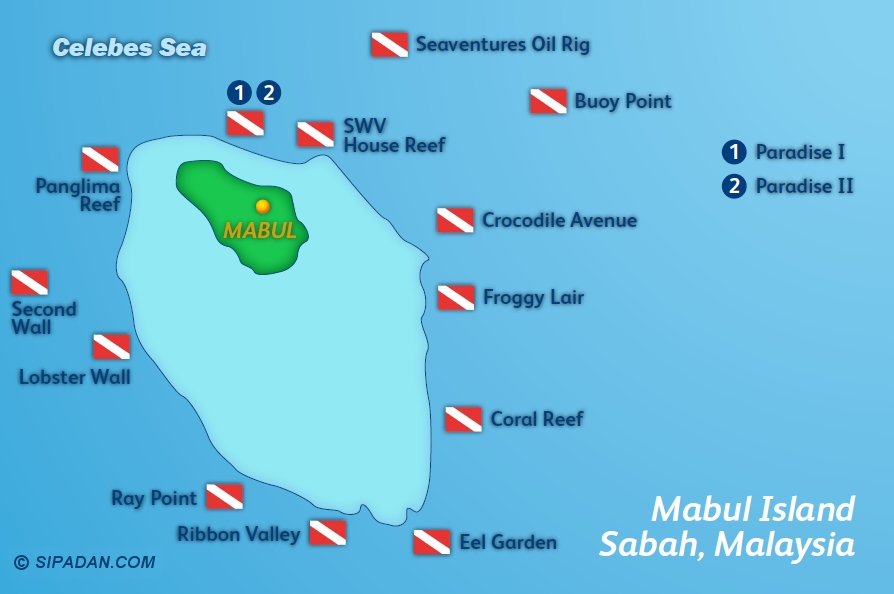 Celebes Sea
Seaventures Oil Rig
Buoy Point
1 2
SWV
House Reef
1 Paradise I
2 Paradise II
Panglima
Reef
MABUL
Crocodile Avenue
Second
Wall
Froggy Lair
Lobster Wall
Coral Reef
Ray Point
Ribbon Valley
Eel Garden
Mabul Island
Sabah, Malaysia
© SIPADAN.COM